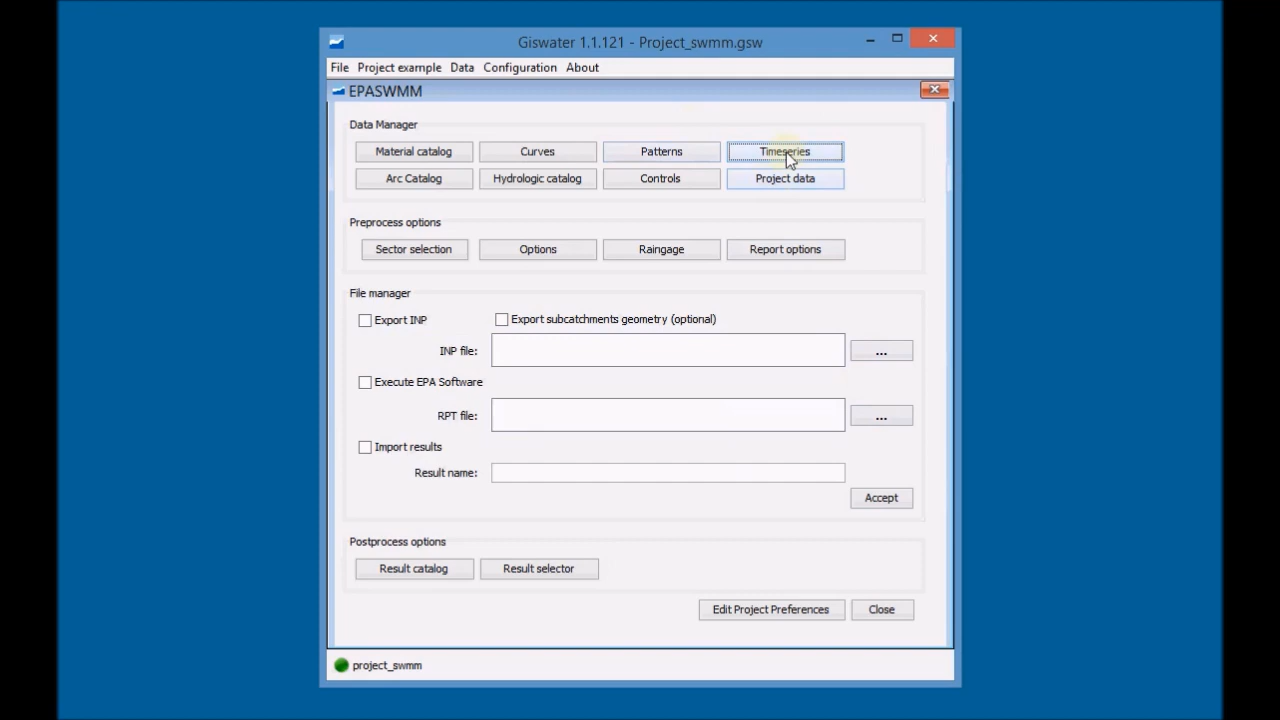 Giswater 1.1.121 - Project_swmm.gsw
File Project example Data Configuration About
EPASWMM
Data Manager
Material catalog Curves Patterns Timeseries
Arc Catalog Hydrologic catalog Controls Project data
Preprocess options
Sector selection Options Raingage Report options
File manager
Export INP Export subcatchments geometry (optional)
INP file: ...
Execute EPA Software
RPT file: ...
Import results
Result name:
Accept
Postprocess options
Result catalog Result selector
Edit Project Preferences Close
project_swmm